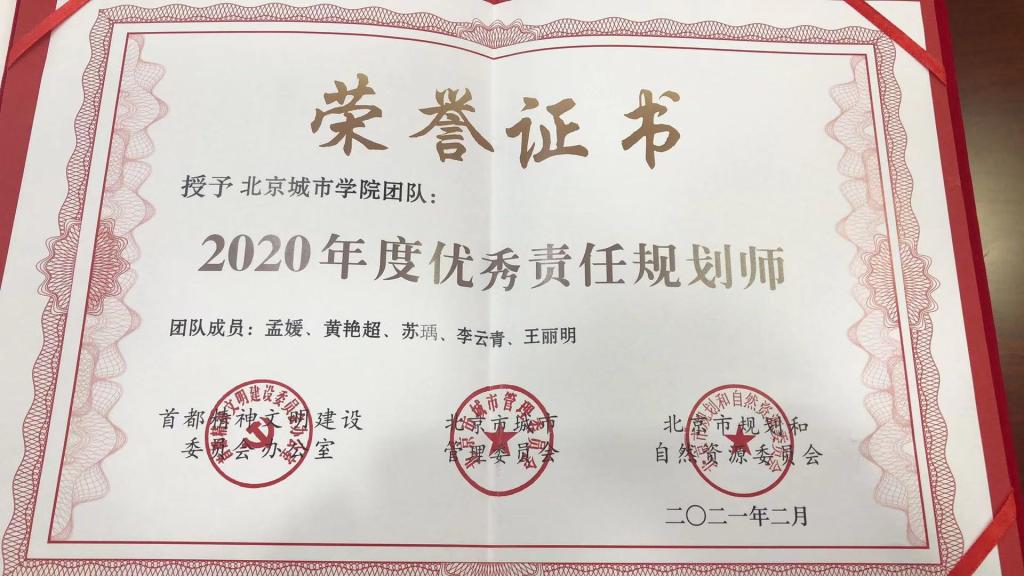 荣誉证书
授予 北京城市学院团队：
2020年度优秀责任规划师
团队成员：孟媛、黄艳超、苏瑀、李云青、王丽明
首都精神文明建设
委员会办公室
北京市城市
管理委员会
北京市规划和
自然资源委员会
二〇二一年二月